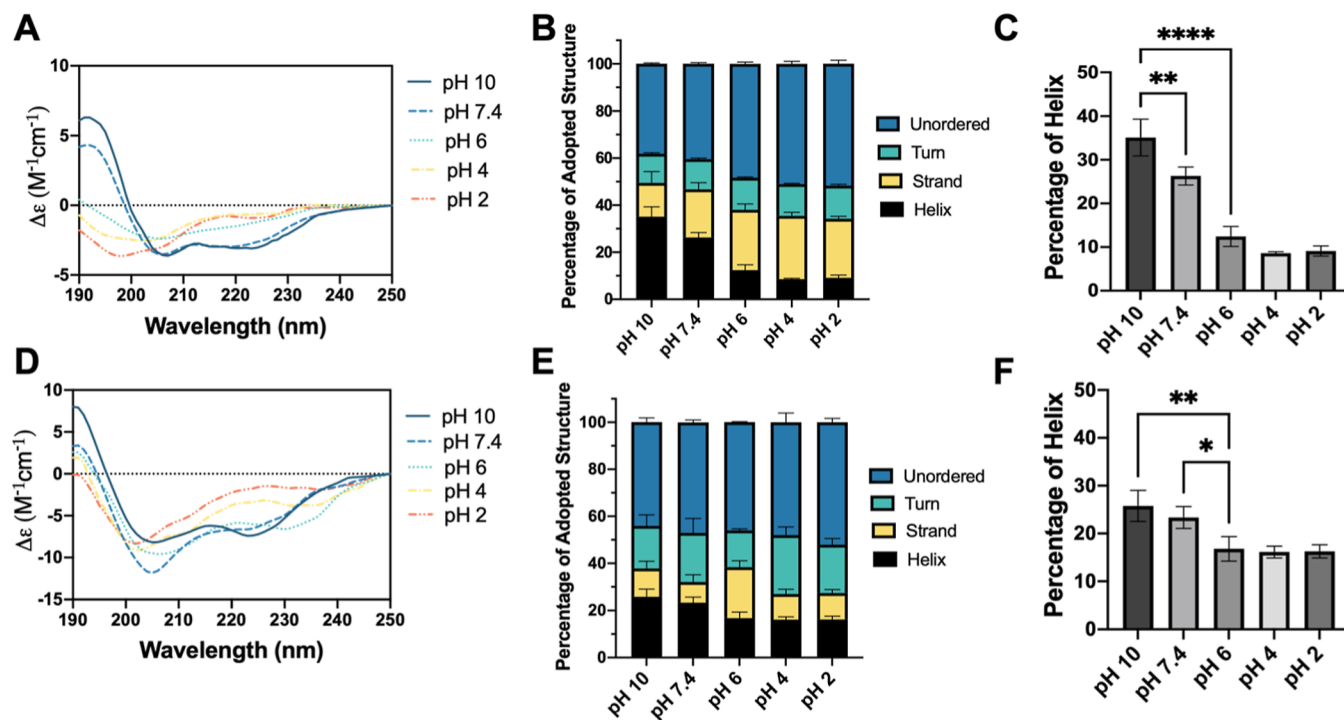 A
10
5
0
-5
190
200
210
220
230
240
250
Δε (M⁻¹cm⁻¹)
Wavelength (nm)
pH 10
pH 7.4
pH 6
pH 4
pH 2
B
100
80
60
40
20
0
Percentage of Adopted Structure
pH 10
pH 7.4
pH 6
pH 4
pH 2
Unordered
Turn
Strand
Helix
C
****
**
50
40
30
20
10
0
Percentage of Helix
pH 10
pH 7.4
pH 6
pH 4
pH 2
D
10
5
0
-5
-10
-15
190
200
210
220
230
240
250
Δε (M⁻¹cm⁻¹)
Wavelength (nm)
pH 10
pH 7.4
pH 6
pH 4
pH 2
E
100
80
60
40
20
0
Percentage of Adopted Structure
pH 10
pH 7.4
pH 6
pH 4
pH 2
Unordered
Turn
Strand
Helix
F
**
*
50
40
30
20
10
0
Percentage of Helix
pH 10
pH 7.4
pH 6
pH 4
pH 2